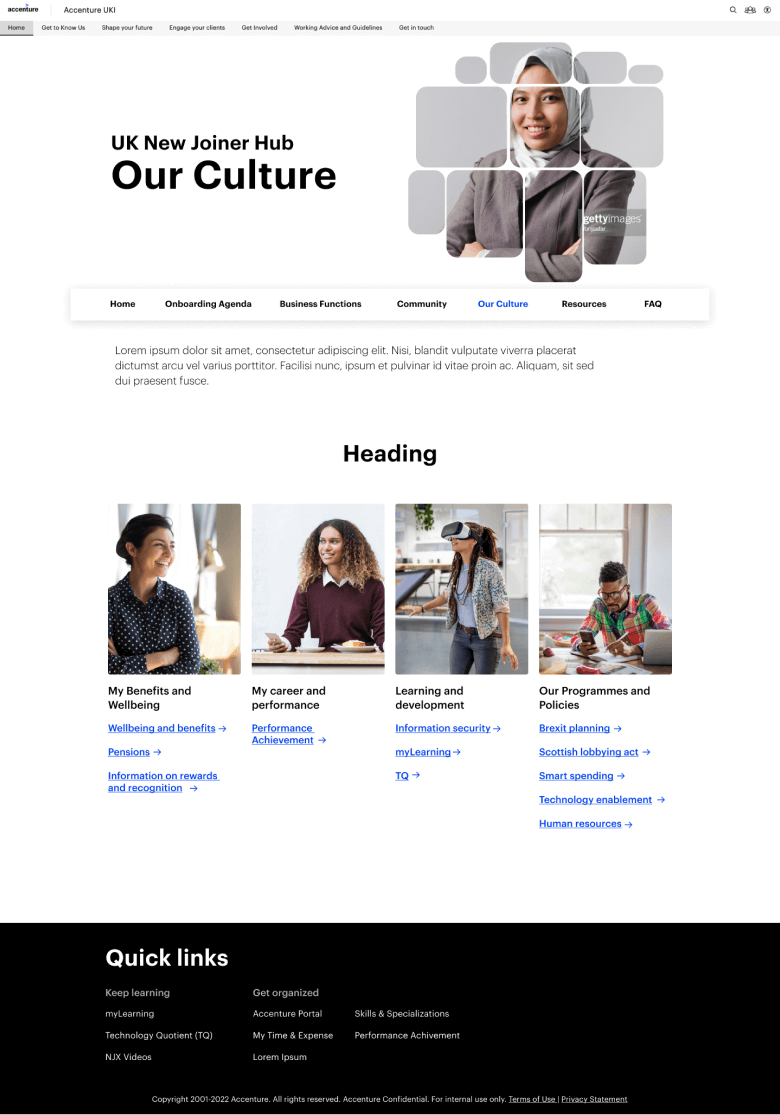 accenture
Accenture UKI
Home Get to Know Us Shape your future Engage your clients Get Involved Working Advice and Guidelines Get in touch
UK New Joiner Hub
Our Culture
gettyimages
Home Onboarding Agenda Business Functions Community Our Culture Resources FAQ
Lorem ipsum dolor sit amet, consectetur adipiscing elit. Nisi, blandit vulputate viverra placerat
dictumst arcu vel varius porttitor. Facilisi nunc, ipsum et pulvinar id vitae proin ac. Aliquam, sit sed
dui praesent fusce.
Heading
My Benefits and
Wellbeing
Wellbeing and benefits →
Pensions →
Information on rewards
and recognition →
My career and
performance
Performance
Achievement →
Learning and
development
Information security →
myLearning →
TQ →
Our Programmes and
Policies
Brexit planning →
Scottish lobbying act →
Smart spending →
Technology enablement →
Human resources →
Quick links
Keep learning
myLearning
Technology Quotient (TQ)
NJX Videos
Get organized
Accenture Portal
My Time & Expense
Lorem Ipsum
Skills & Specializations
Performance Achivement
Copyright 2001-2022 Accenture. All rights reserved. Accenture Confidential. For internal use only. Terms of Use | Privacy Statement